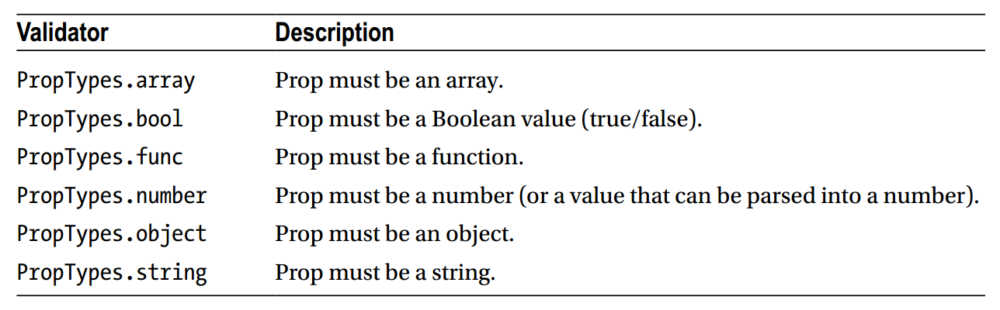 Validator Description
PropTypes.array Prop must be an array.
PropTypes.bool Prop must be a Boolean value (true/false).
PropTypes.func Prop must be a function.
PropTypes.number Prop must be a number (or a value that can be parsed into a number).
PropTypes.object Prop must be an object.
PropTypes.string Prop must be a string.